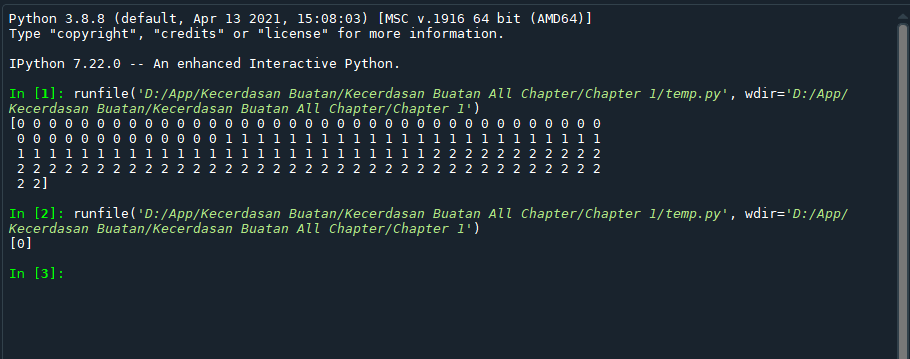 Python 3.8.8 (default, Apr 13 2021, 15:08:03) [MSC v.1916 64 bit (AMD64)]
Type "copyright", "credits" or "license" for more information.
IPython 7.22.0 -- An enhanced Interactive Python.
In [1]: runfile('D:/App/Kecerdasan Buatan/Kecerdasan Buatan All Chapter/Chapter 1/temp.py', wdir='D:/App/
Kecerdasan Buatan/Kecerdasan Buatan All Chapter/Chapter 1')
[0 0 0 0 0 0 0 0 0 0 0 0 0 0 0 0 0 0 0 0 0 0 0 0 0 0 0 0 0 0 0 0 0 0 0 0 0
0 0 0 0 0 0 0 0 0 0 0 0 0 1 1 1 1 1 1 1 1 1 1 1 1 1 1 1 1 1 1 1 1 1 1 1 1
1 1 1 1 1 1 1 1 1 1 1 1 1 1 1 1 1 1 1 1 1 1 1 1 1 1 2 2 2 2 2 2 2 2 2 2 2
2 2 2 2 2 2 2 2 2 2 2 2 2 2 2 2 2 2 2 2 2 2 2 2 2 2 2 2 2 2 2 2 2 2 2 2 2
2 2]
In [2]: runfile('D:/App/Kecerdasan Buatan/Kecerdasan Buatan All Chapter/Chapter 1/temp.py', wdir='D:/App/
Kecerdasan Buatan/Kecerdasan Buatan All Chapter/Chapter 1')
[0]
In [3]: